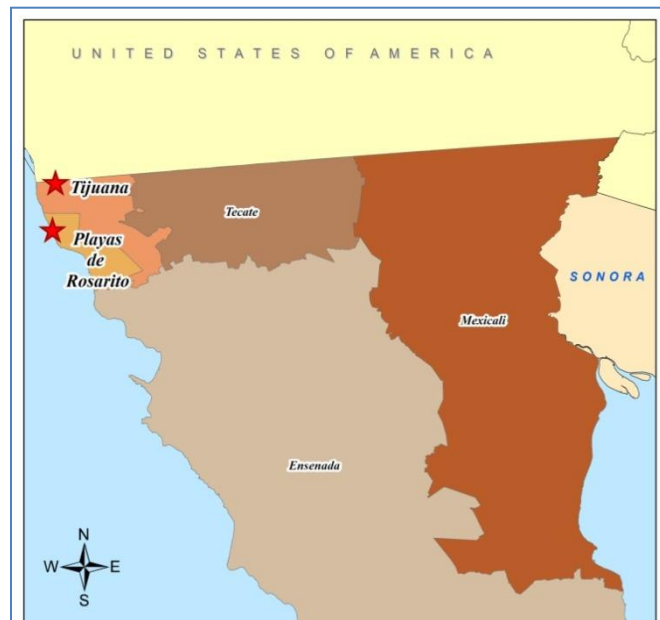 UNITED STATES OF AMERICA
Tijuana
Tecate
Playas
de
Rosarito
SONORA
Mexicali
Ensenada
N
W E
S